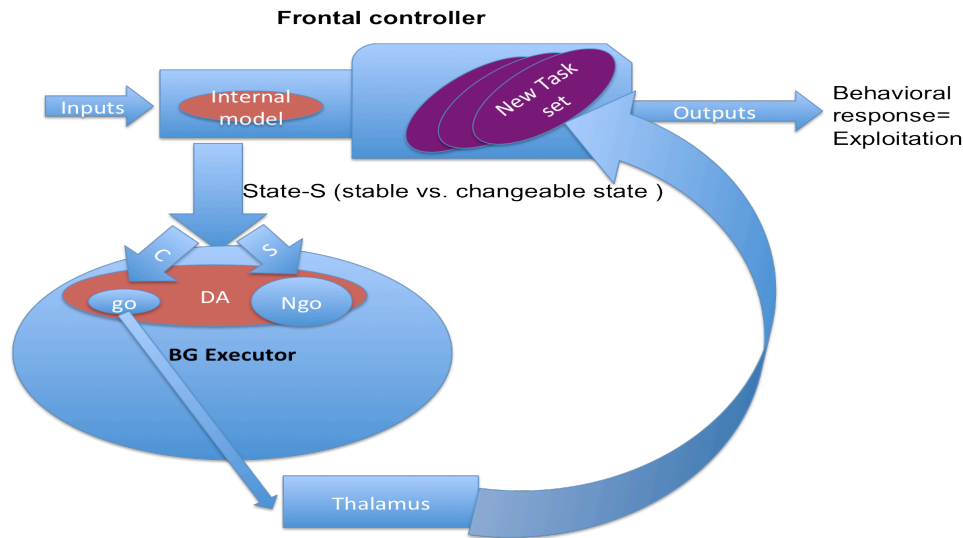 Frontal controller
Inputs
Internal
model
New Task
set
Outputs
Behavioral
response=
Exploitation
State-S (stable vs. changeable state )
C
S
go
DA
Ngo
BG Executor
Thalamus